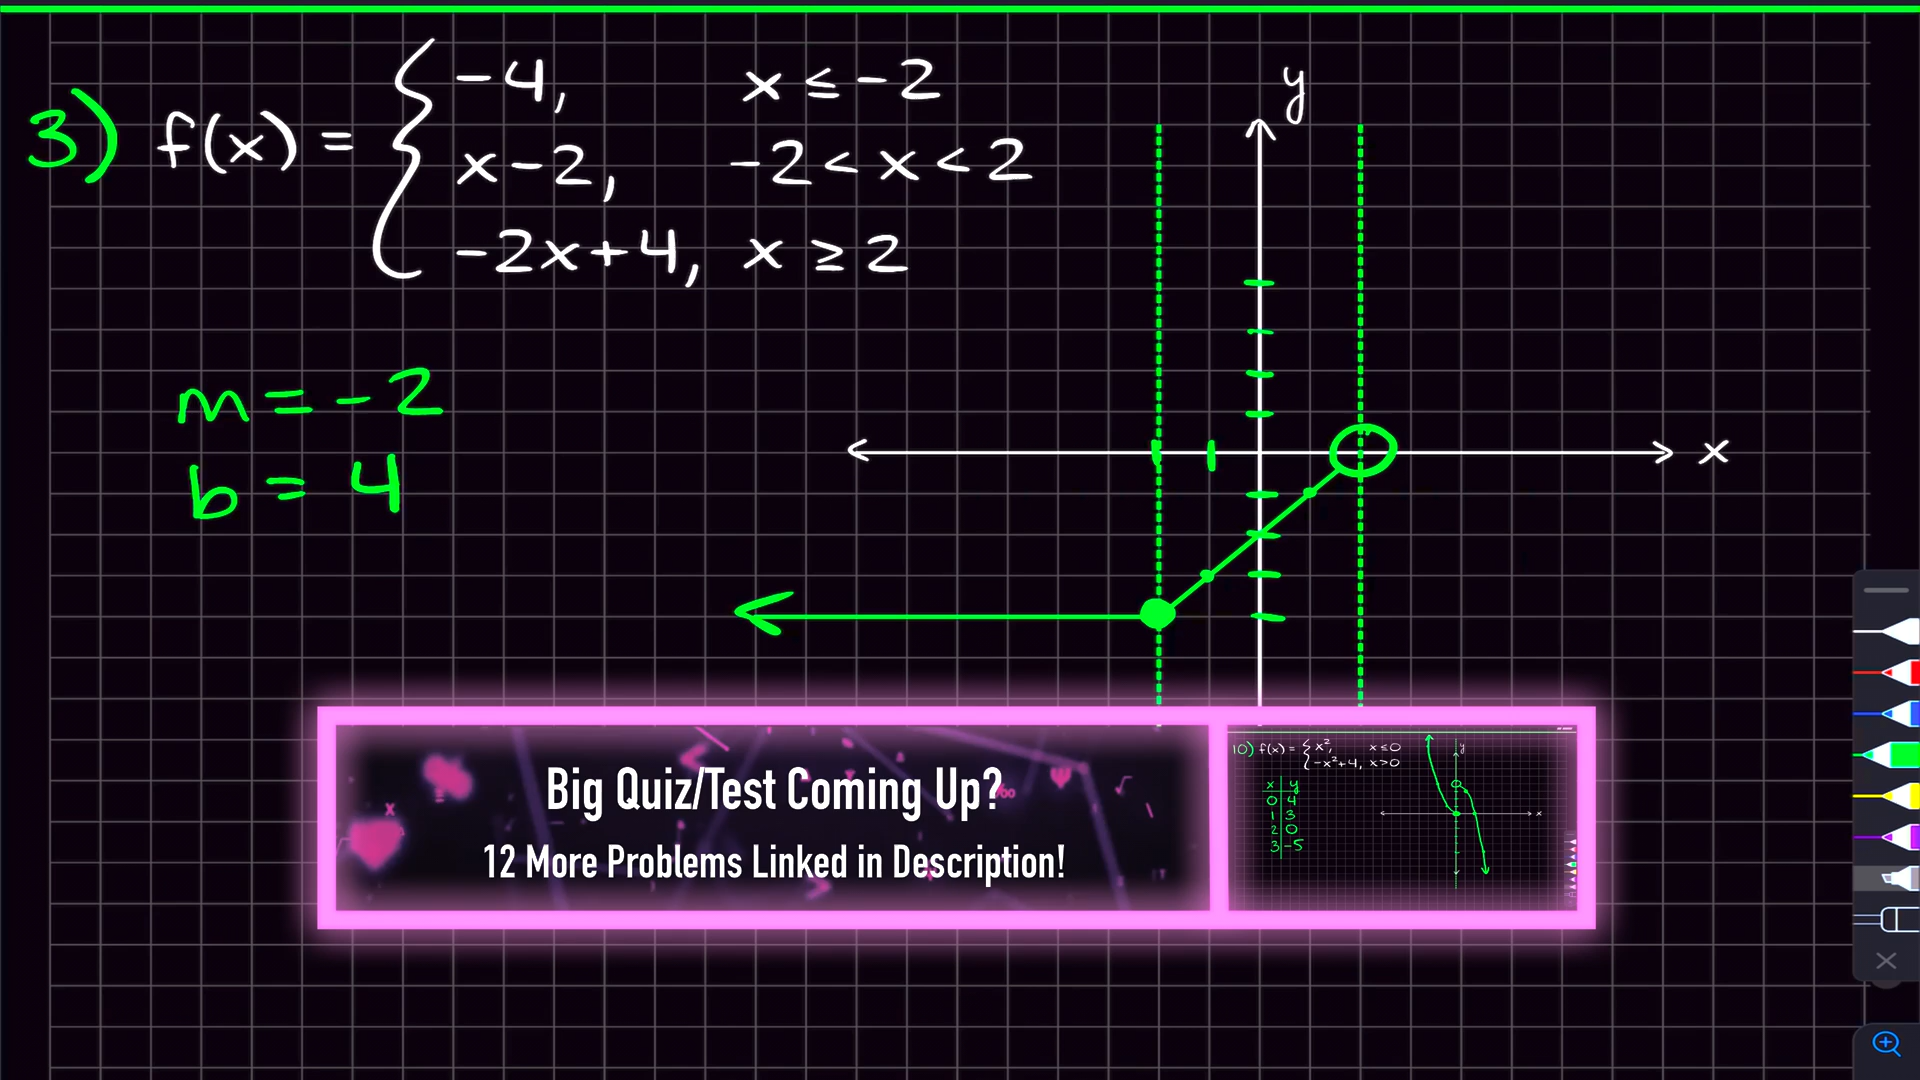 3) f(x) = { -4, x ≤ -2
x-2, -2 < x < 2
-2x+4, x ≥ 2
y
m = -2
b = 4
x
Big Quiz/Test Coming Up?
12 More Problems Linked in Description!
10) f(x) = { x², x ≤ 0
-x²+4, x > 0
y
x y
0 4
1 3
2 0
3 -5
x